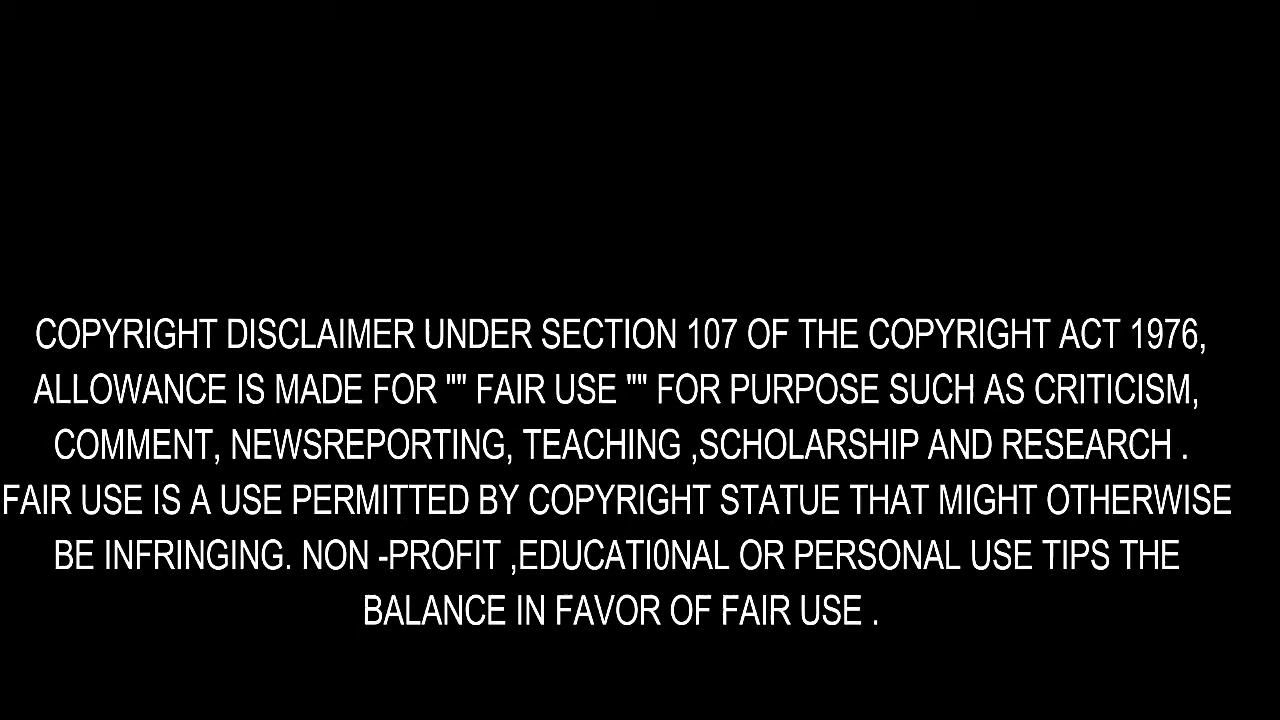 COPYRIGHT DISCLAIMER UNDER SECTION 107 OF THE COPYRIGHT ACT 1976,
ALLOWANCE IS MADE FOR "" FAIR USE "" FOR PURPOSE SUCH AS CRITICISM,
COMMENT, NEWSREPORTING, TEACHING ,SCHOLARSHIP AND RESEARCH .
FAIR USE IS A USE PERMITTED BY COPYRIGHT STATUE THAT MIGHT OTHERWISE
BE INFRINGING. NON -PROFIT ,EDUCATI0NAL OR PERSONAL USE TIPS THE
BALANCE IN FAVOR OF FAIR USE .